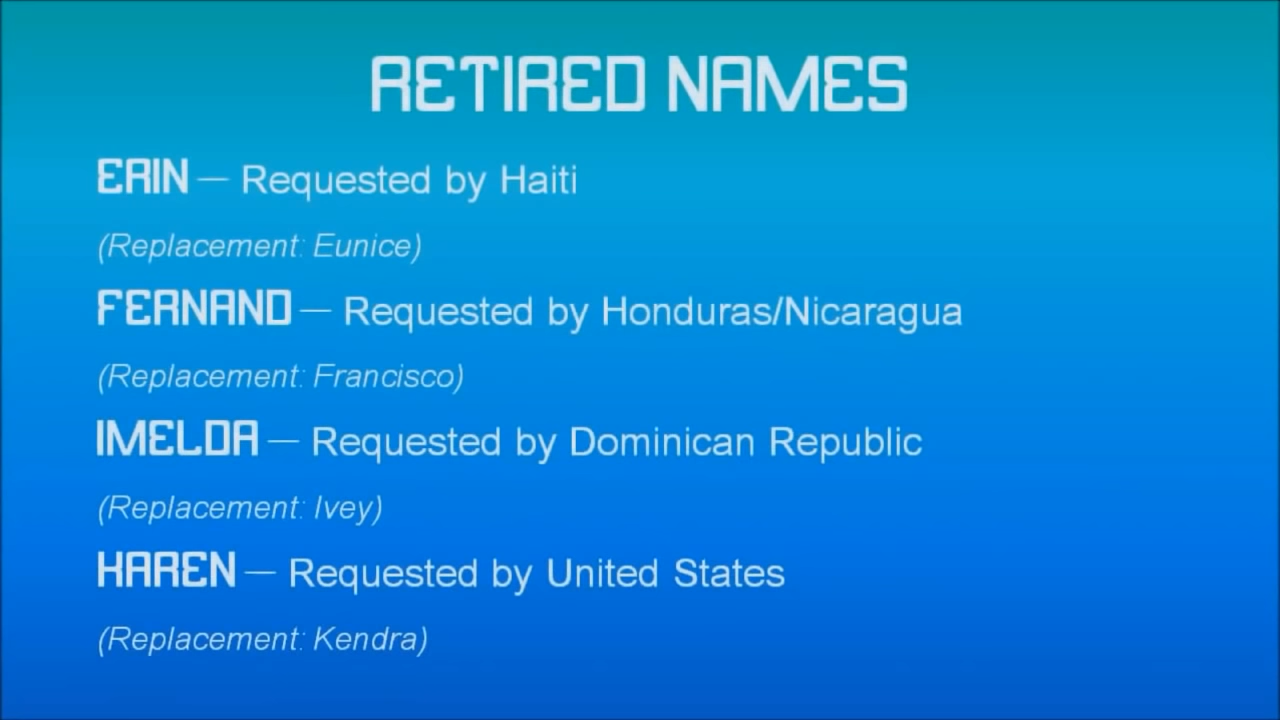 RETIRED NAMES
ERIN — Requested by Haiti
(Replacement: Eunice)
FERNAND — Requested by Honduras/Nicaragua
(Replacement: Francisco)
IMELDA — Requested by Dominican Republic
(Replacement: Ivey)
KAREN — Requested by United States
(Replacement: Kendra)